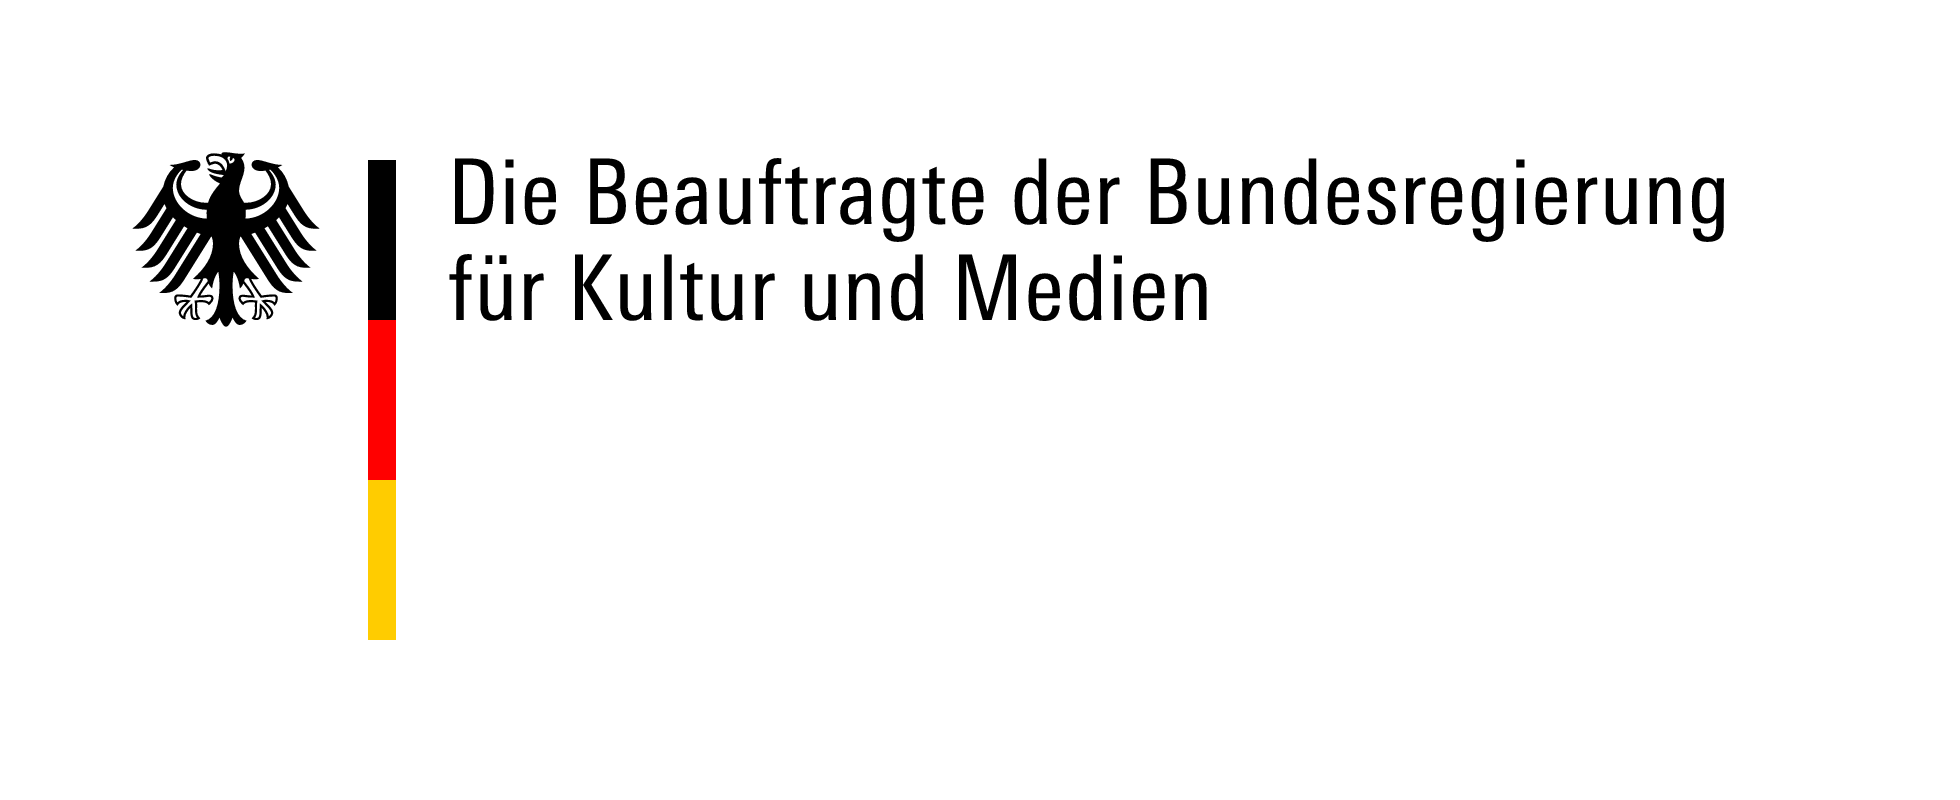 Die Beauftragte der Bundesregierung
für Kultur und Medien